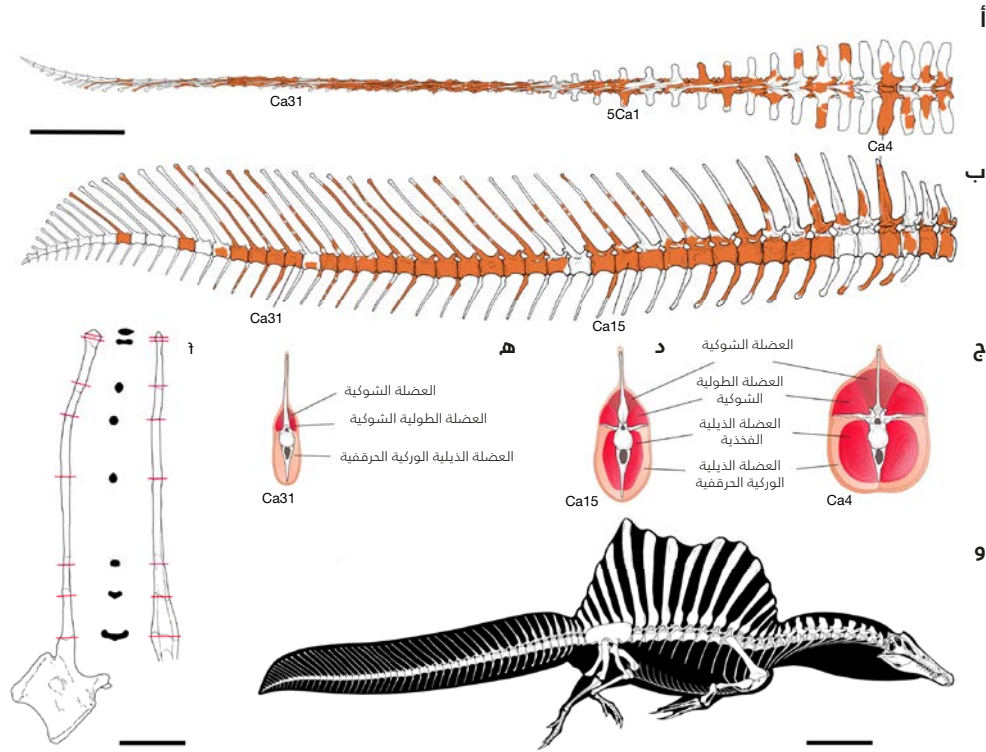 أ
Ca31
5Ca1
Ca4
ب
Ca31
Ca15
ج
العضلة الشوكية
العضلة الطولية
الشوكية
العضلة الذيلية
الفخذية
العضلة الذيلية
الوركية الحرقفية
Ca4
د
Ca15
ه
العضلة الشوكية
العضلة الطولية الشوكية
العضلة الذيلية الوركية الحرقفية
Ca31
و